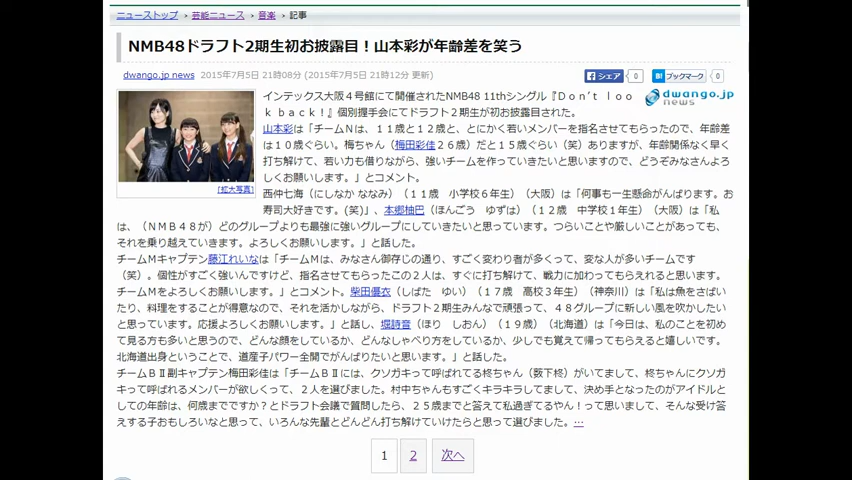 ニューストップ › 芸能ニュース › 音楽 › 記事
NMB48ドラフト2期生初お披露目！山本彩が年齢差を笑う
dwango.jp news 2015年7月5日 21時08分 (2015年7月5日 21時12分 更新)
シェア 0 B! ブックマーク 0
dwango.jp
news
インテックス大阪４号館にて開催されたNMB48 11thシングル『Ｄｏｎ’ｔ ｌｏｏ
ｋ ｂａｃｋ！』個別握手会にてドラフト２期生が初お披露目された。
山本彩は「チームＮは、１１歳と１２歳と、とにかく若いメンバーを指名させてもらったので、年齢差
は１０歳ぐらい。梅ちゃん（梅田彩佳２６歳）だと１５歳ぐらい（笑）ありますが、年齢関係なく早く
打ち解けて、若い力も借りながら、強いチームを作っていきたいと思いますので、どうぞみなさんよろ
しくお願いします。」とコメント。
[拡大写真]
西仲七海（にしなか ななみ）（１１歳　小学校６年生）（大阪）は「何事も一生懸命がんばります。お
寿司大好きです。(笑)」、本郷柚巴（ほんごう　ゆずは）（１２歳　中学校１年生）（大阪）は「私
は、（ＮＭＢ４８が）どのグループよりも最強に強いグループにしていきたいと思っています。つらいことや厳しいことがあっても、
それを乗り越えていきます。よろしくお願いします。」と話した。
チームＭキャプテン藤江れいなは「チームＭは、みなさん御存じの通り、すごく変わり者が多くって、変な人が多いチームです
（笑）。個性がすごく強いんですけど、指名させてもらったこの２人は、すぐに打ち解けて、戦力に加わってもらえれると思います。
チームＭをよろしくお願いします。」とコメント。柴田優衣（しばた　ゆい）（１７歳　高校３年生）（神奈川）は「私は魚をさばい
たり、料理をすることが得意なので、それを活かしながら、ドラフト２期生みんなで頑張って、４８グループに新しい風を吹かしたい
と思っています。応援よろしくお願いします。」と話し、堀詩音（ほり　しおん）（１９歳）（北海道）は「今日は、私のことを初め
て見る方も多いと思うので、どんな顔をしているか、どんなしゃべり方をしているか、少しでも覚えて帰ってもらえると嬉しいです。
北海道出身ということで、道産子パワー全開でがんばりたいと思います。」と話した。
チームＢⅡ副キャプテン梅田彩佳は「チームＢⅡには、クソガキって呼ばれてる柊ちゃん（薮下柊）がいてまして、柊ちゃんにクソガ
キって呼ばれるメンバーが欲しくって、２人を選びました。村中ちゃんもすごくキラキラしてまして、決め手となったのがアイドルと
しての年齢は、何歳までですか？とドラフト会議で質問したら、２５歳までと答えて私過ぎてるやん！って思いまして、そんな受け答
えする子おもしろいなと思って、いろんな先輩とどんどん打ち解けていけたらと思って選びました。…
1 2 次へ